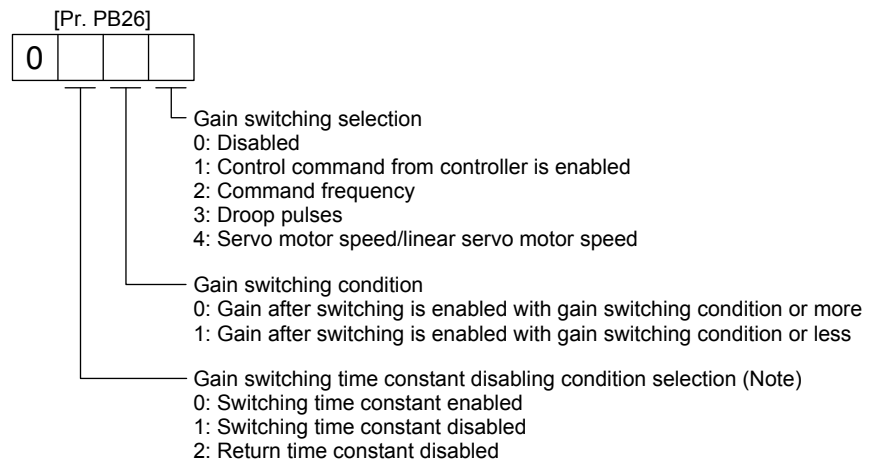 [Pr. PB26]
0
Gain switching selection
0: Disabled
1: Control command from controller is enabled
2: Command frequency
3: Droop pulses
4: Servo motor speed/linear servo motor speed
Gain switching condition
0: Gain after switching is enabled with gain switching condition or more
1: Gain after switching is enabled with gain switching condition or less
Gain switching time constant disabling condition selection (Note)
0: Switching time constant enabled
1: Switching time constant disabled
2: Return time constant disabled